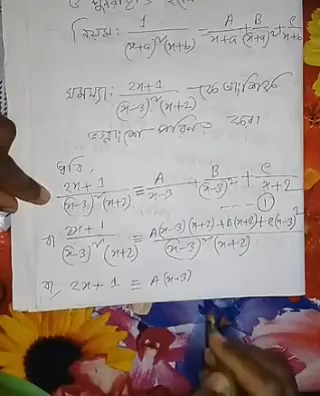 নিয়ম: 1/(x+a)²(x+b) = A/(x+a) + B/(x+a)² + C/(x+b)
সমস্যা: (2x+1)/(x-3)²(x+2) কে আংশিক
ভগ্নাংশে পরিণত কর।
ধরি,
(2x+1)/(x-3)²(x+2) ≡ A/(x-3) + B/(x-3)² + C/(x+2)
---- ①
বা, (2x+1)/(x-3)²(x+2) ≡ (A(x-3)(x+2)+B(x+2)+C(x-3)²)/(x-3)²(x+2)
বা, 2x+1 ≡ A(x-3)